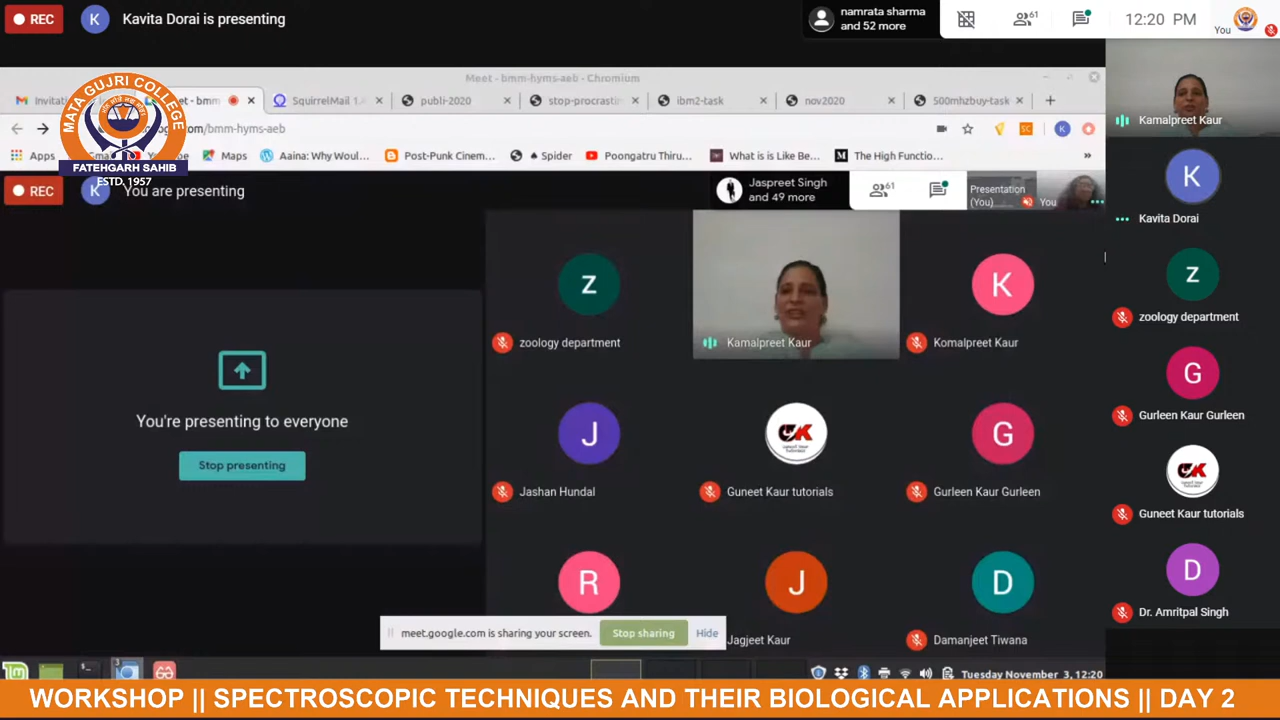 REC
K
Kavita Dorai is presenting
namrata sharma
and 52 more
61
12:20 PM
You
Meet - bmm-hyms-aeb - Chromium
SquirrelMail 1.
publi-2020
stop-procrastin
ibm2-task
nov2020
500mhzbuy-task
/bmm-hyms-aeb
K
Apps
Maps
Aaina: Why Woul...
Post-Punk Cinem...
Spider
Poongatru Thiru...
What is is Like Be...
The High Functio...
MATA GUJRI COLLEGE
FATEHGARH SAHIB
ESTD. 1957
REC
You are presenting
Jaspreet Singh
and 49 more
61
Presentation
(You)
You
You're presenting to everyone
Stop presenting
z
zoology department
Kamalpreet Kaur
K
Komalpreet Kaur
J
Jashan Hundal
GK
Guneet Kaur tutorials
G
Gurleen Kaur Gurleen
R
J
Jagjeet Kaur
D
Damanjeet Tiwana
meet.google.com is sharing your screen.
Stop sharing
Hide
Kamalpreet Kaur
K
Kavita Dorai
z
zoology department
G
Gurleen Kaur Gurleen
Guneet Kaur tutorials
D
Dr. Amritpal Singh
3
Tuesday November 3, 12:20
WORKSHOP || SPECTROSCOPIC TECHNIQUES AND THEIR BIOLOGICAL APPLICATIONS || DAY 2